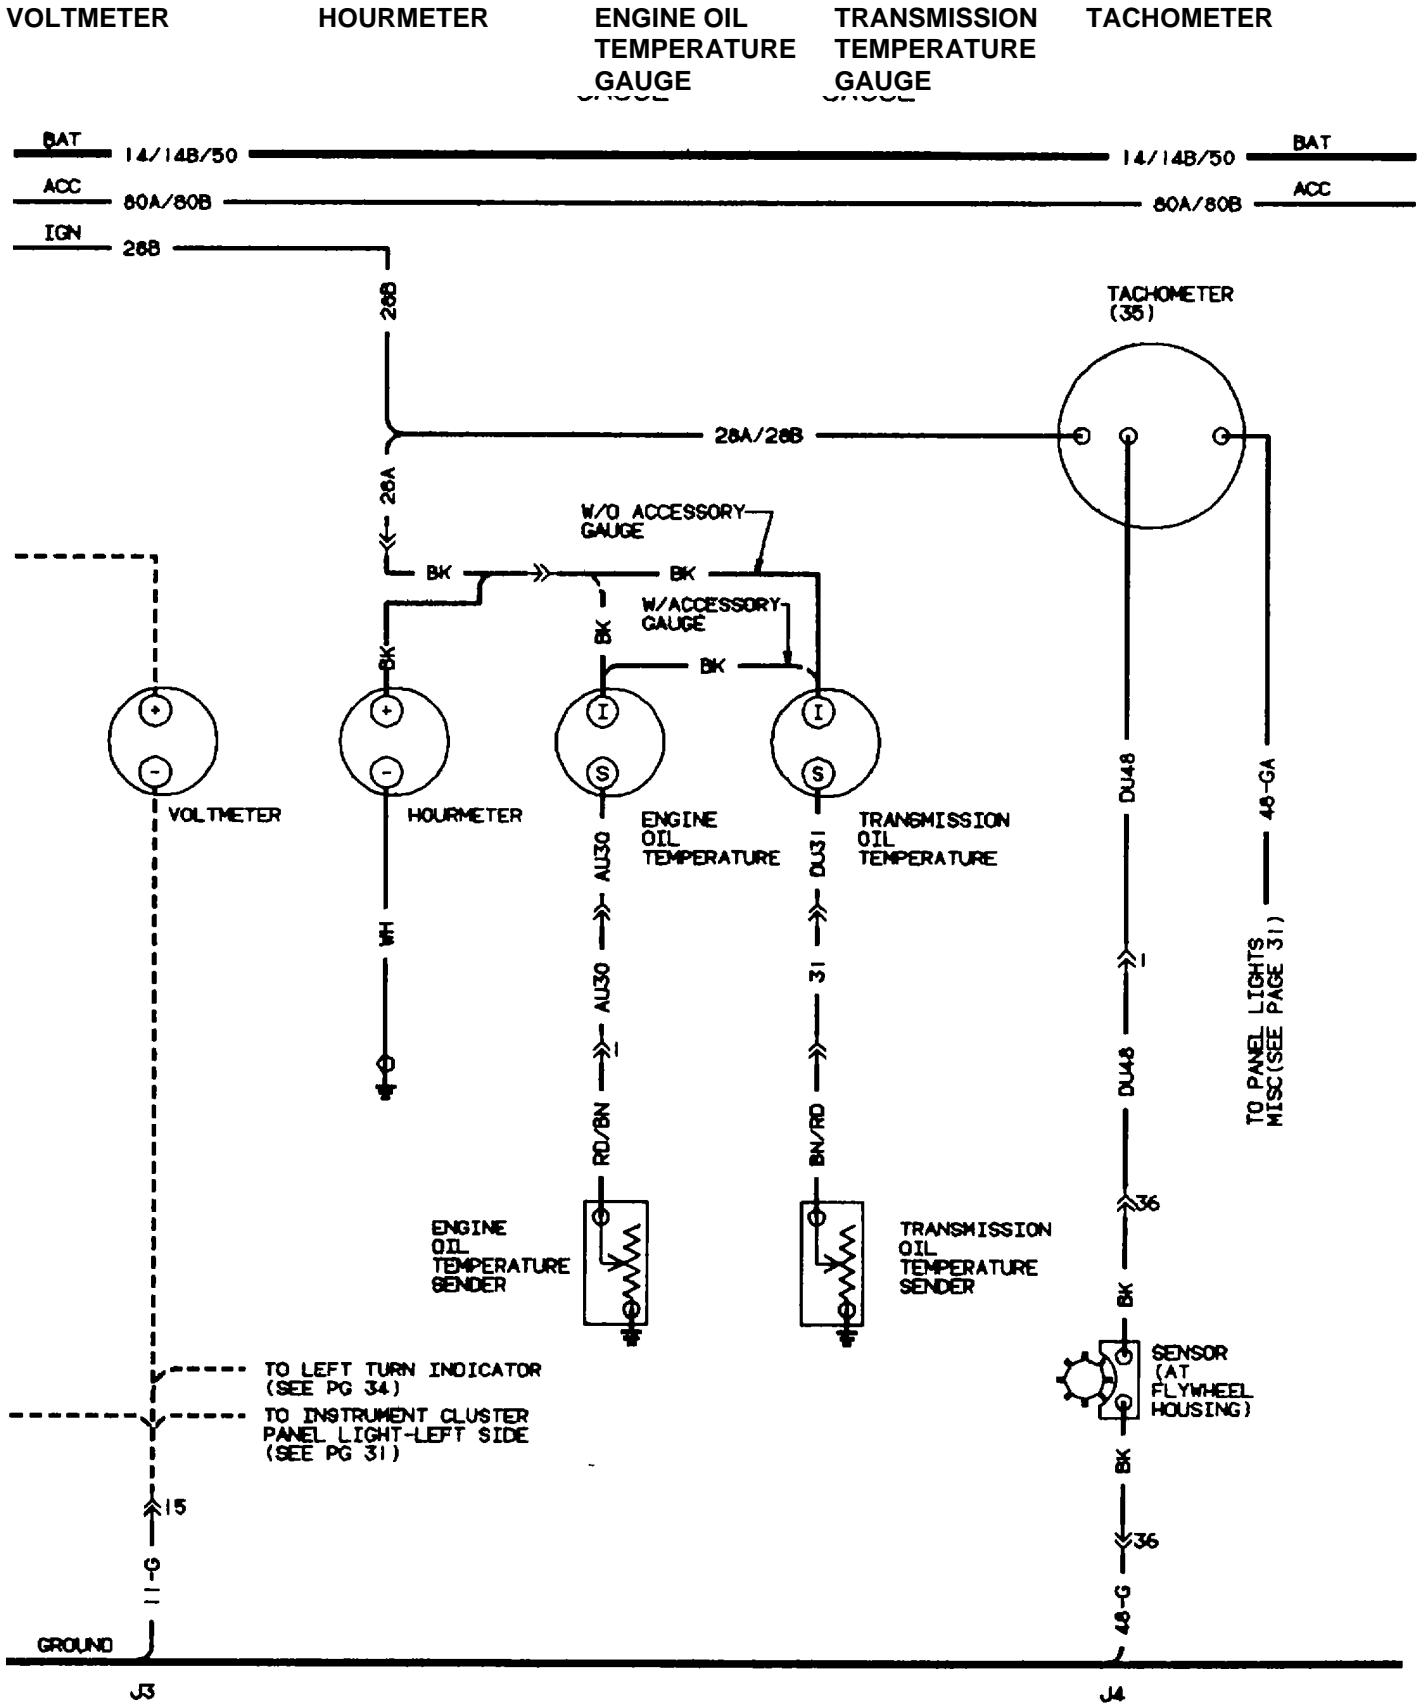 VOLTMETER
HOURMETER
ENGINE OIL
TEMPERATURE
GAUGE
TRANSMISSION
TEMPERATURE
GAUGE
TACHOMETER
BAT
14/14B/50
14/14B/50
BAT
ACC
80A/80B
80A/80B
ACC
IGN
28B
28B
TACHOMETER
(35)
28A/28B
28A
W/O ACCESSORY
GAUGE
BK
BK
W/ACCESSORY
GAUGE
BK
BK
BK
+
+
I
I
-
-
S
S
VOLTMETER
HOURMETER
ENGINE
OIL
TEMPERATURE
TRANSMISSION
OIL
TEMPERATURE
DU48
48-GA
AU30
DU31
WH
AU30
31
1
1
TO PANEL LIGHTS
MISC(SEE PAGE 31)
DU48
RD/BN
BN/RD
36
ENGINE
OIL
TEMPERATURE
SENDER
TRANSMISSION
OIL
TEMPERATURE
SENDER
BK
SENSOR
(AT
FLYWHEEL
HOUSING)
TO LEFT TURN INDICATOR
(SEE PG 34)
TO INSTRUMENT CLUSTER
PANEL LIGHT-LEFT SIDE
(SEE PG 31)
BK
15
36
11-G
48-G
GROUND
J3
J4